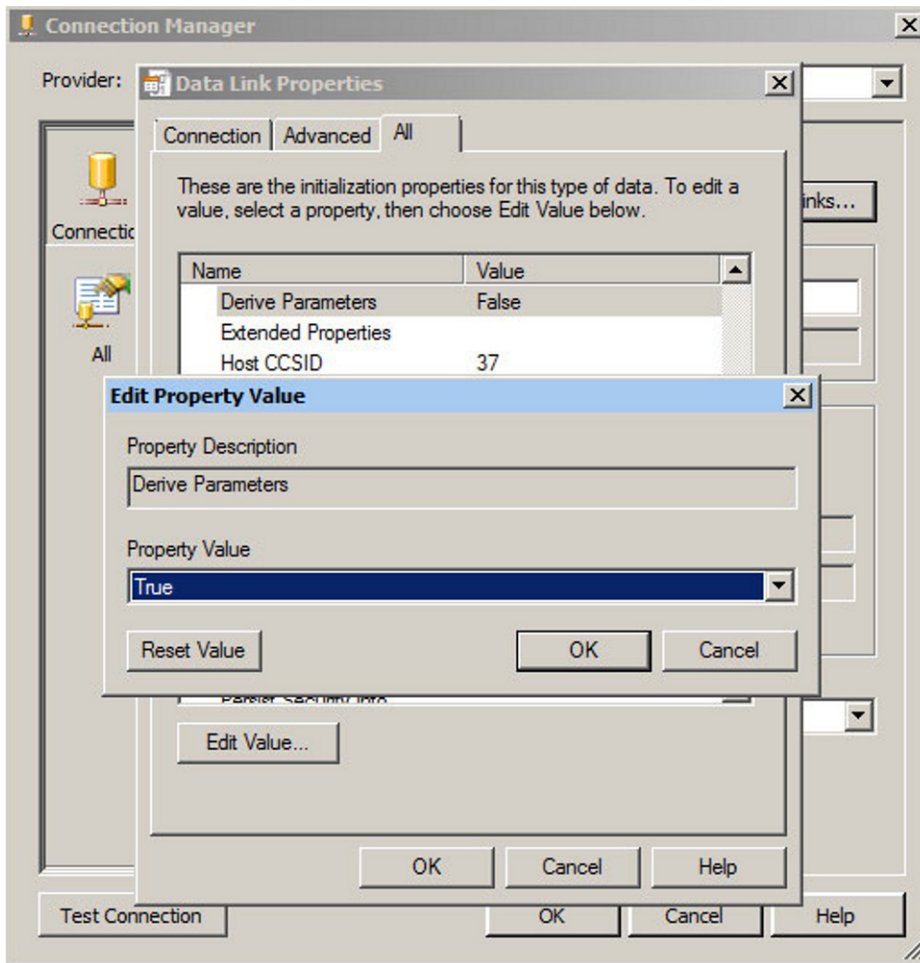 Connection Manager
Provider:
Data Link Properties
Connection
Advanced
All
These are the initialization properties for this type of data. To edit a
value, select a property, then choose Edit Value below.
inks...
Connectio
All
Name Value
Derive Parameters False
Extended Properties
Host CCSID 37
Edit Property Value
Property Description
Derive Parameters
Property Value
True
Reset Value OK Cancel
Persist Security Info
Edit Value...
OK Cancel Help
Test Connection OK Cancel Help